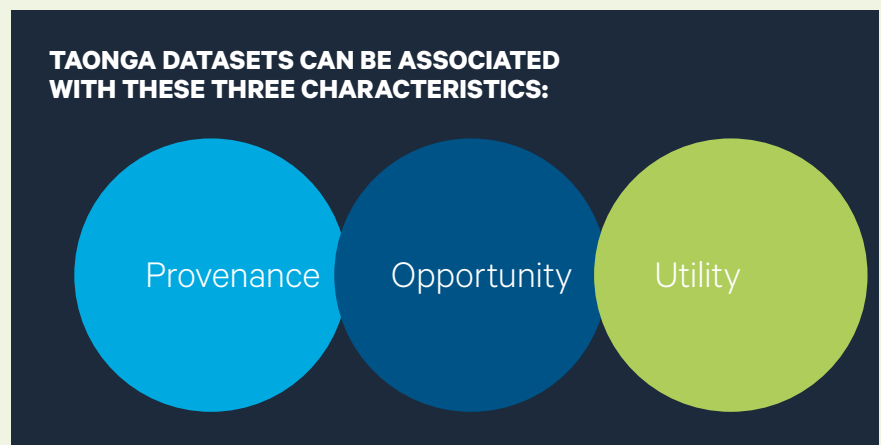 TAONGA DATASETS CAN BE ASSOCIATED
WITH THESE THREE CHARACTERISTICS:
Provenance
Opportunity
Utility